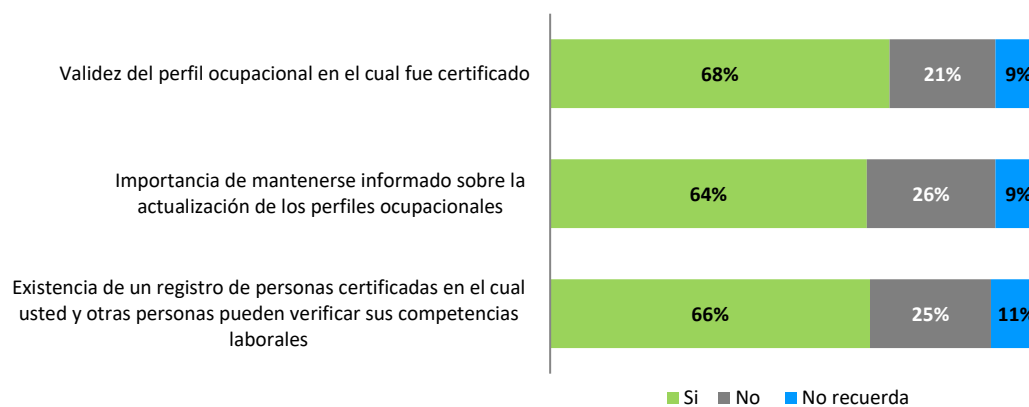 Validez del perfil ocupacional en el cual fue certificado
68%
21%
9%
Importancia de mantenerse informado sobre la
actualización de los perfiles ocupacionales
64%
26%
9%
Existencia de un registro de personas certificadas en el cual
usted y otras personas pueden verificar sus competencias
laborales
66%
25%
11%
Si No No recuerda